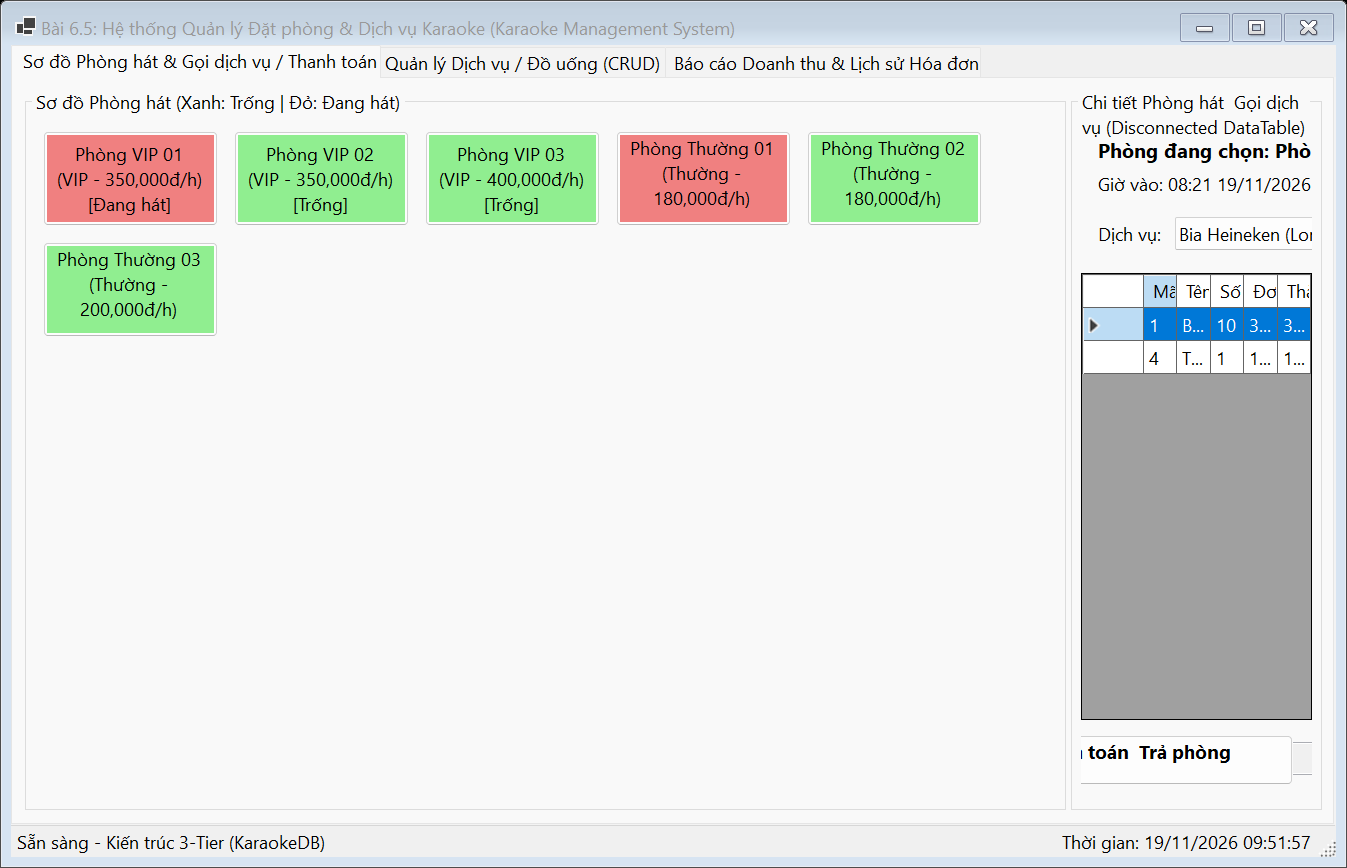 Bài 6.5: Hệ thống Quản lý Đặt phòng & Dịch vụ Karaoke (Karaoke Management System)
Sơ đồ Phòng hát & Gọi dịch vụ / Thanh toán
Quản lý Dịch vụ / Đồ uống (CRUD)
Báo cáo Doanh thu & Lịch sử Hóa đơn
Sơ đồ Phòng hát (Xanh: Trống | Đỏ: Đang hát)
Phòng VIP 01
(VIP - 350,000đ/h)
[Đang hát]
Phòng VIP 02
(VIP - 350,000đ/h)
[Trống]
Phòng VIP 03
(VIP - 400,000đ/h)
[Trống]
Phòng Thường 01
(Thường -
180,000đ/h)
Phòng Thường 02
(Thường -
180,000đ/h)
Phòng Thường 03
(Thường -
200,000đ/h)
Chi tiết Phòng hát  Gọi dịch
vụ (Disconnected DataTable)
Phòng đang chọn: Phò
Giờ vào: 08:21 19/11/2026
Dịch vụ: Bia Heineken (Lon
Mã Tên Số Đơ Thà
1 B... 10 3... 3...
4 T... 1 1... 1...
toán  Trả phòng
Sẵn sàng - Kiến trúc 3-Tier (KaraokeDB)
Thời gian: 19/11/2026 09:51:57